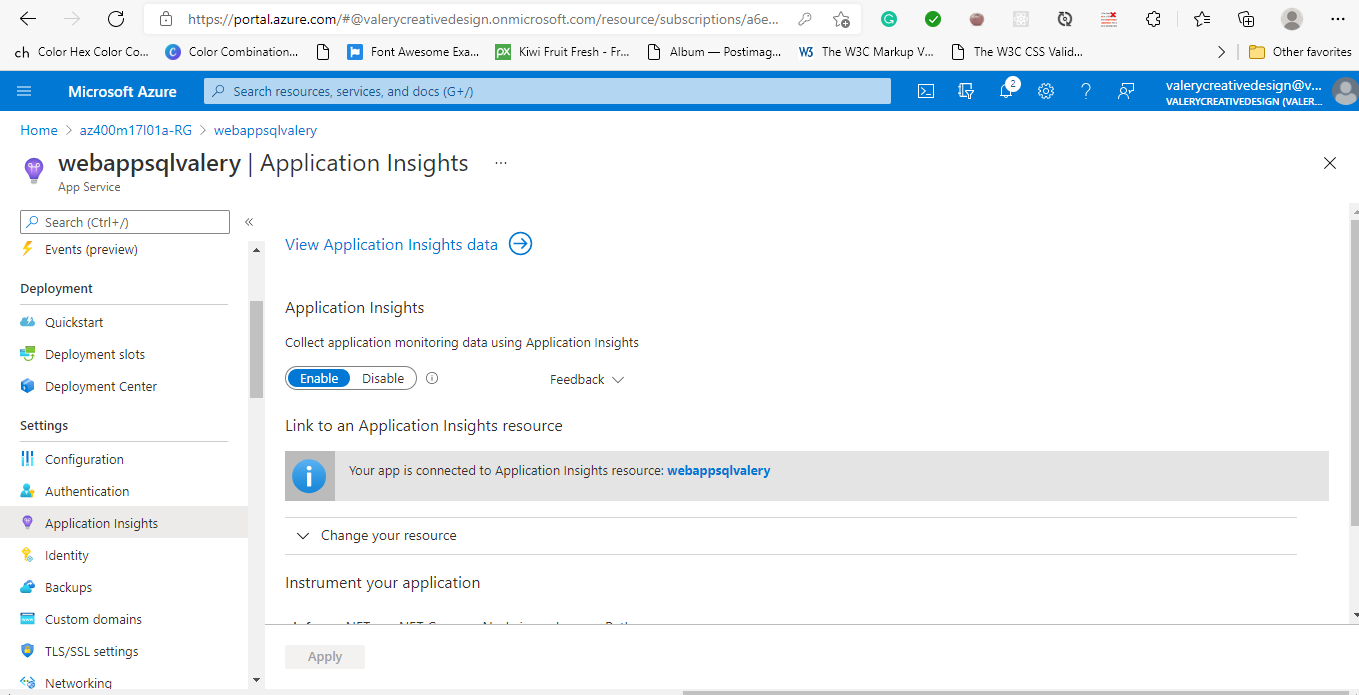 https://portal.azure.com/#@valerycreativedesign.onmicrosoft.com/resource/subscriptions/a6e...
ch Color Hex Color Co... C Color Combination... Font Awesome Exa... px Kiwi Fruit Fresh - Fr... Album — Postimag... W3 The W3C Markup V... The W3C CSS Valid... Other favorites
Microsoft Azure
Search resources, services, and docs (G+/)
2
valerycreativedesign@v...
VALERYCREATIVEDESIGN (VALER...
Home > az400m17l01a-RG > webappsqlvalery
webappsqlvalery | Application Insights ...
App Service
Search (Ctrl+/)
Events (preview)
Deployment
Quickstart
Deployment slots
Deployment Center
Settings
Configuration
Authentication
Application Insights
Identity
Backups
Custom domains
TLS/SSL settings
Networking
View Application Insights data
Application Insights
Collect application monitoring data using Application Insights
Enable Disable
Feedback
Link to an Application Insights resource
Your app is connected to Application Insights resource: webappsqlvalery
Change your resource
Instrument your application
Apply